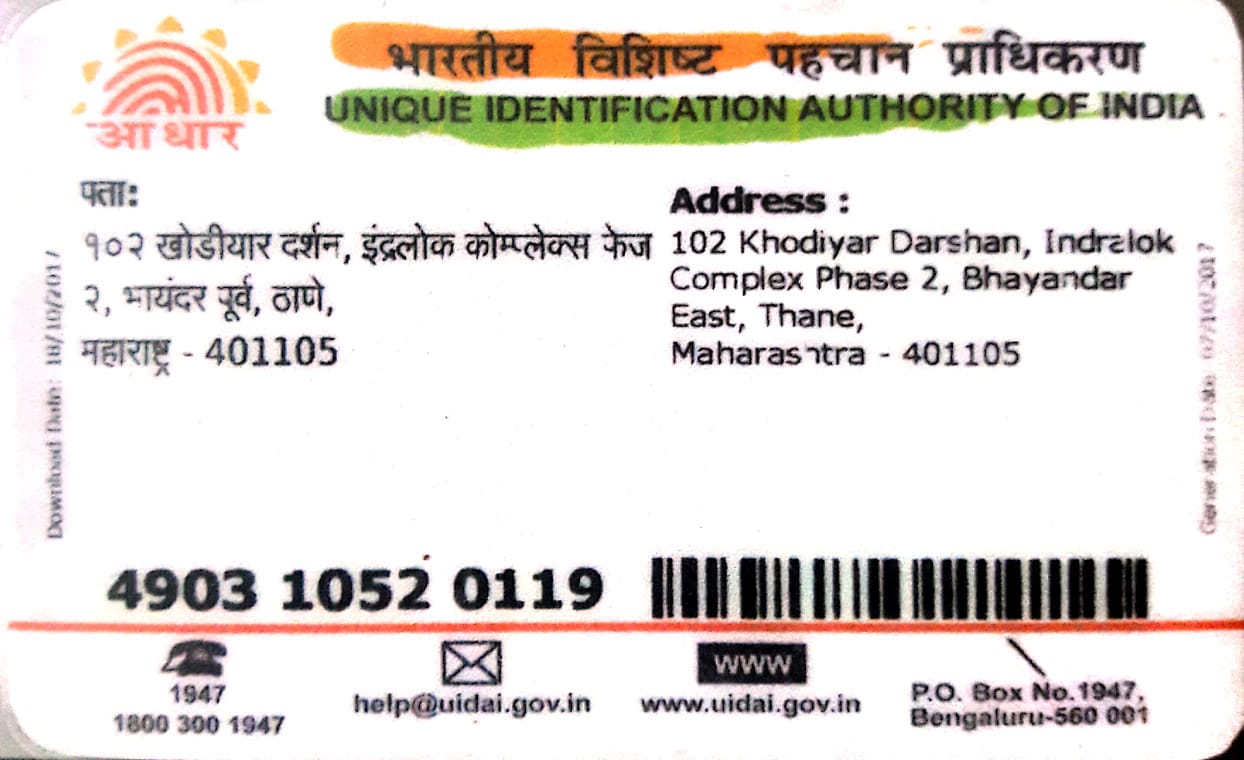 भारतीय विशिष्ट पहचान प्राधिकरण
UNIQUE IDENTIFICATION AUTHORITY OF INDIA
आधार
पता:
१०२ खोडीयार दर्शन, इंद्रलोक कोम्प्लेक्स फेज
२, भायंदर पूर्व, ठाणे,
महाराष्ट्र - 401105
Address :
102 Khodiyar Darshan, Indralok
Complex Phase 2, Bhayandar
East, Thane,
Maharashtra - 401105
Download Date: 18/10/2017
Generation Date: /10/2017
4903 1052 0119
1947
1800 300 1947
help@uidai.gov.in
WWW
www.uidai.gov.in
P.O. Box No.1947,
Bengaluru-560 001